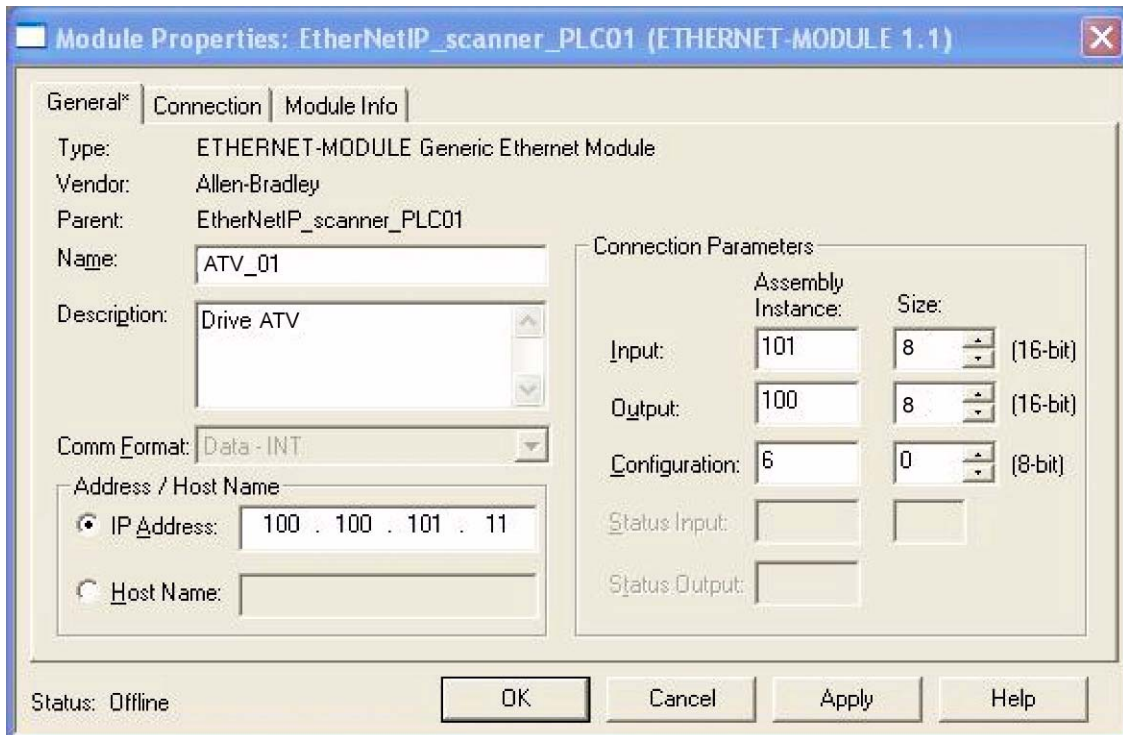 Module Properties: EtherNetIP_scanner_PLC01 (ETHERNET-MODULE 1.1)
General* Connection Module Info
Type: ETHERNET-MODULE Generic Ethernet Module
Vendor: Allen-Bradley
Parent: EtherNetIP_scanner_PLC01
Name: ATV_01
Description: Drive ATV
Comm Format: Data - INT
Address / Host Name
IP Address: 100 . 100 . 101 . 11
Host Name:
Connection Parameters
Assembly
Instance: Size:
Input: 101 8 (16-bit)
Output: 100 8 (16-bit)
Configuration: 6 0 (8-bit)
Status Input:
Status Output:
Status: Offline OK Cancel Apply Help